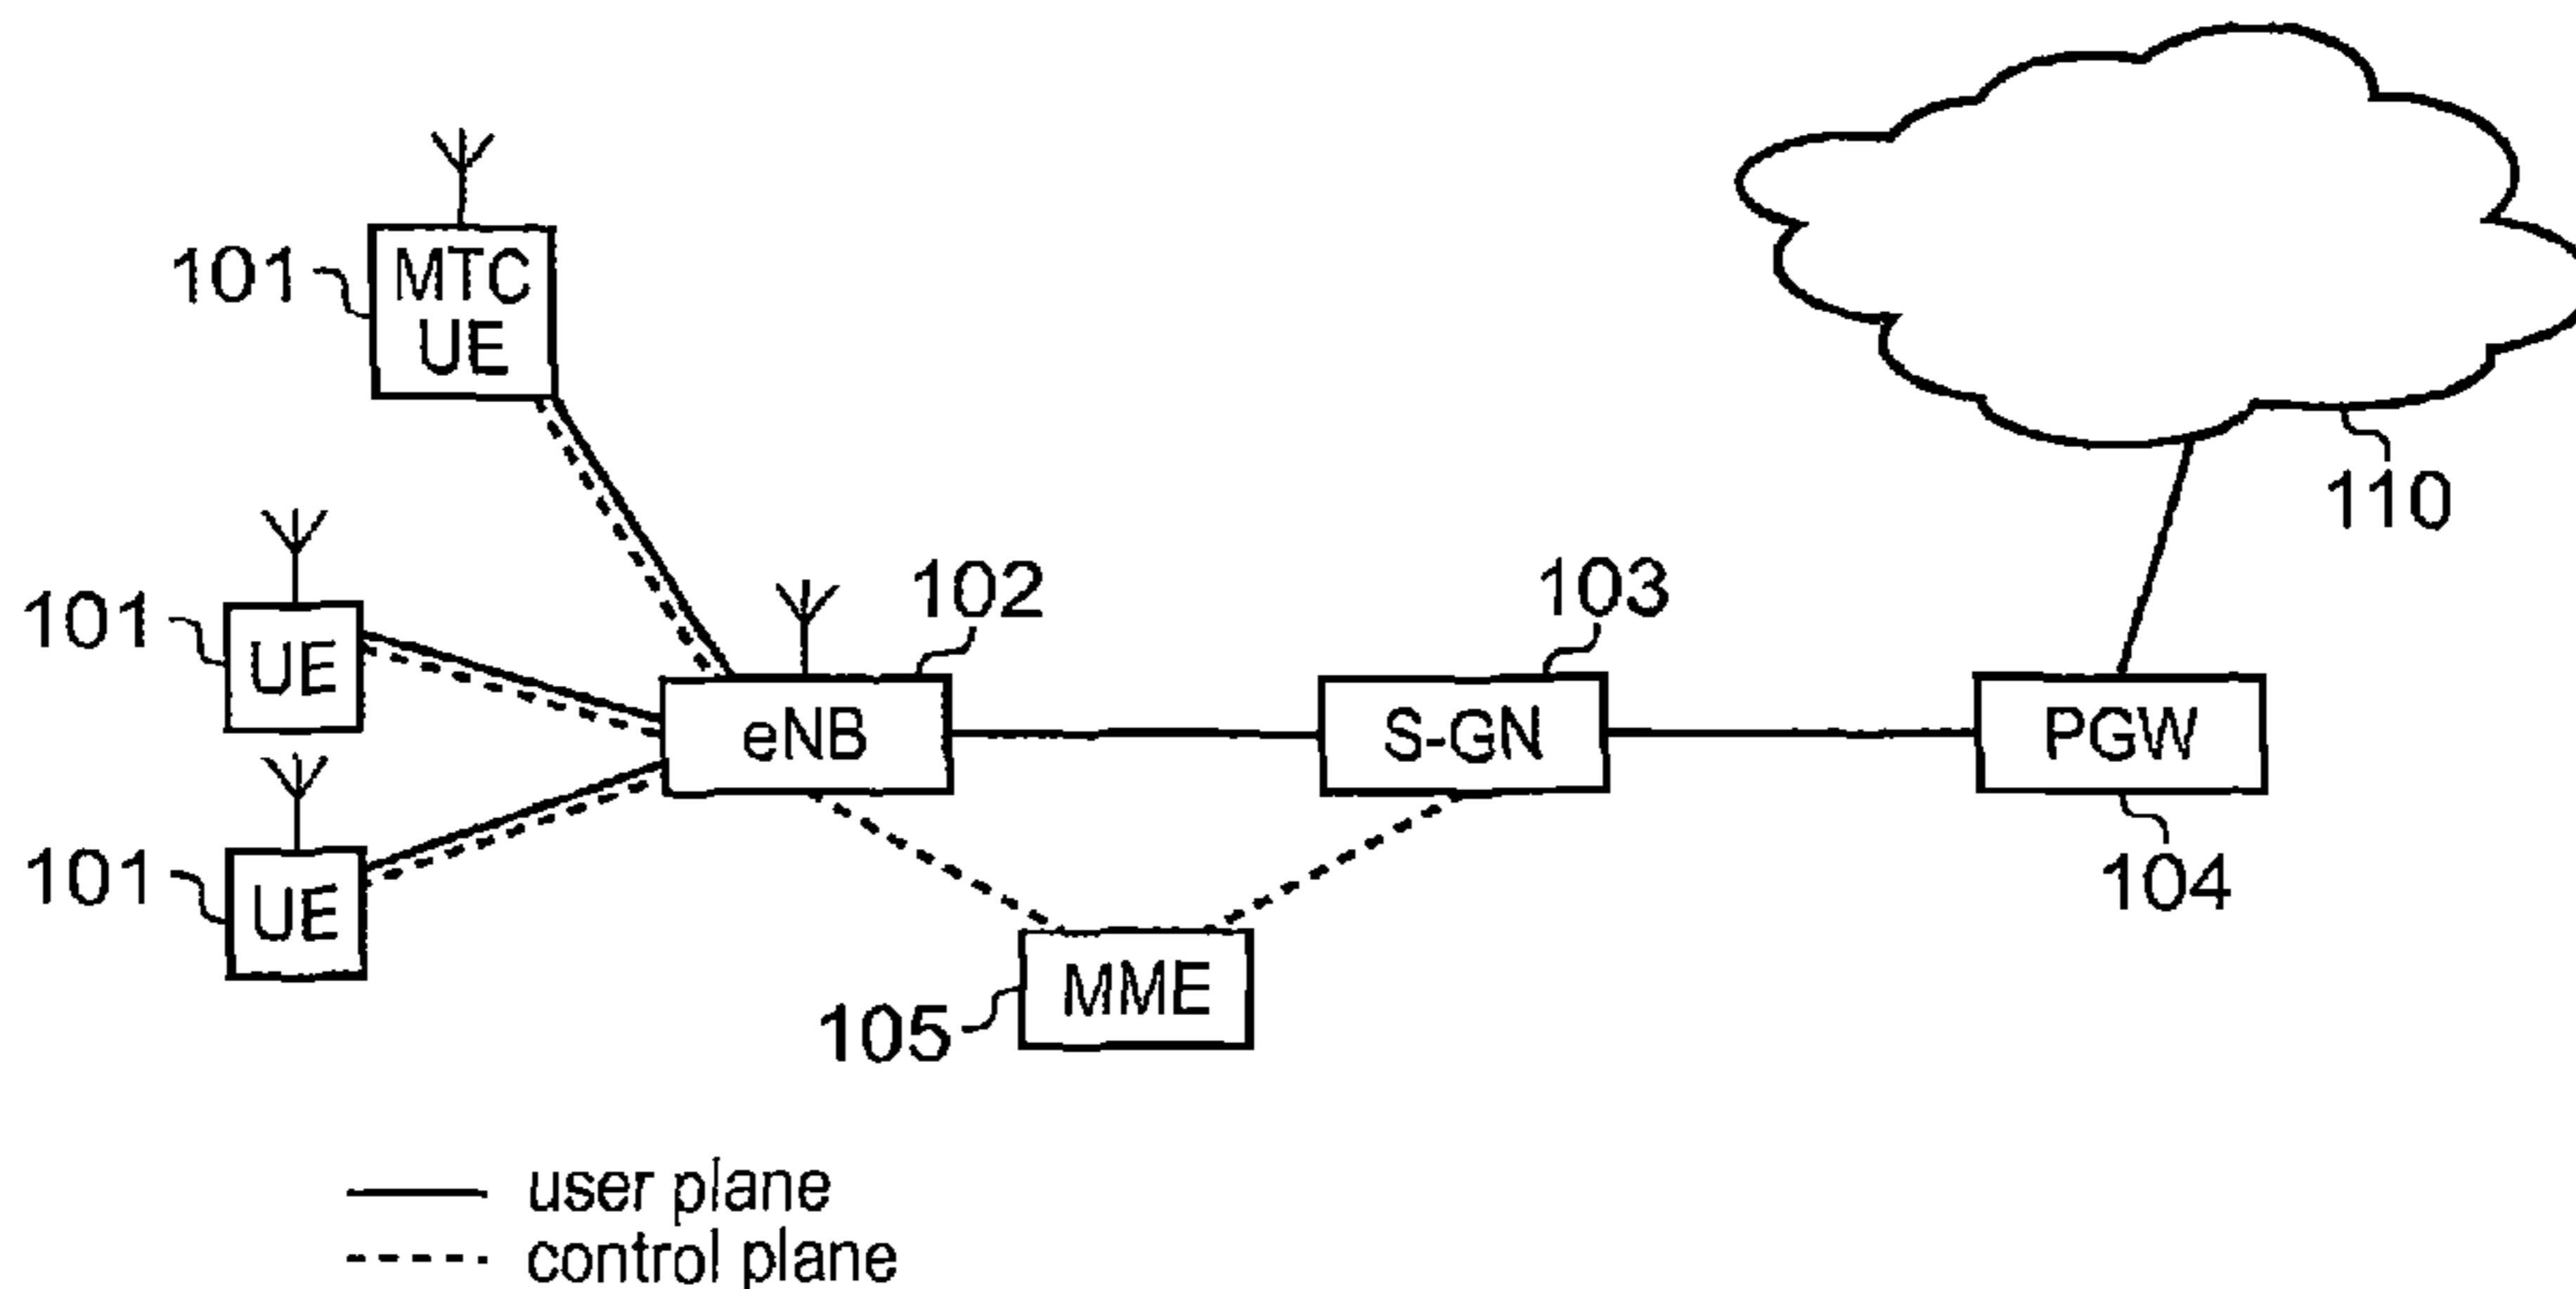 101
MTC
UE
110
101
UE
102
eNB
103
S-GN
PGW
104
101
UE
105
MME
user plane
control plane